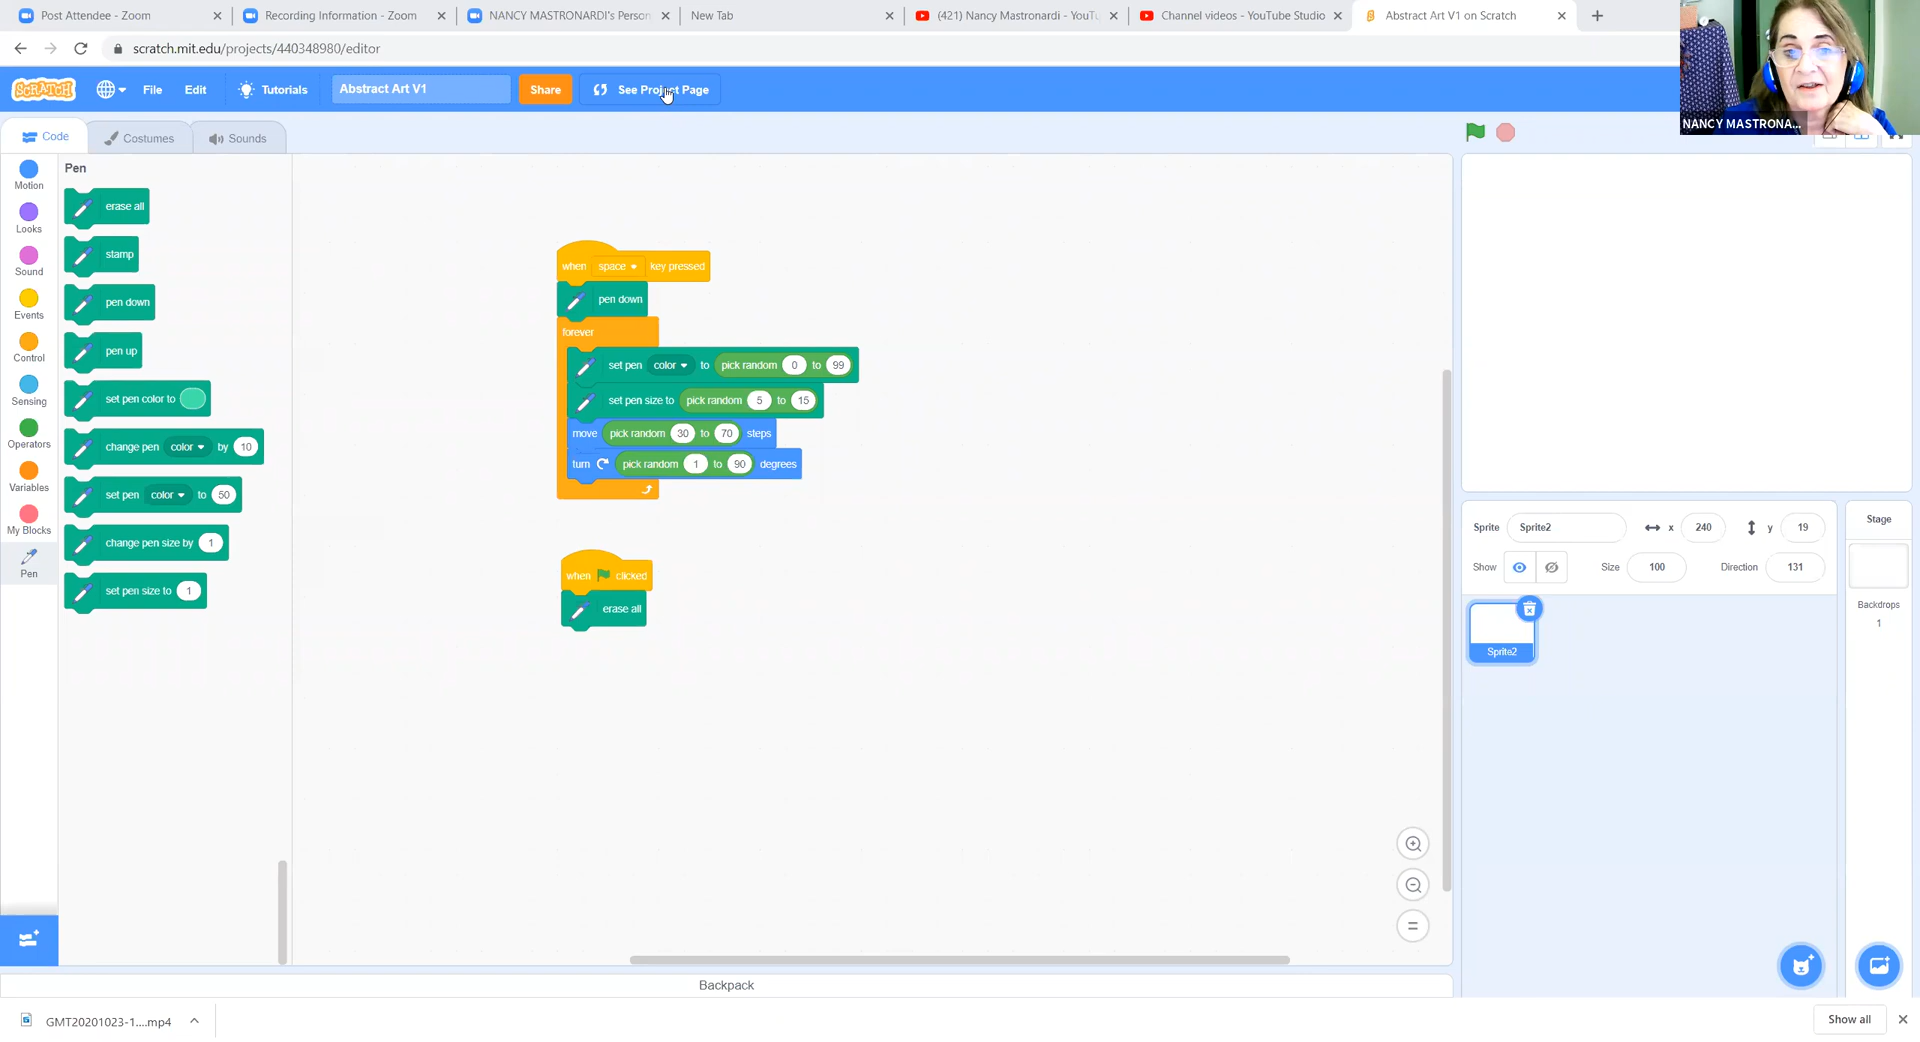 Post Attendee - Zoom
Recording Information - Zoom
NANCY MASTRONARDI's Person
New Tab
(421) Nancy Mastronardi - YouTu
Channel videos - YouTube Studio
Abstract Art V1 on Scratch
scratch.mit.edu/projects/440348980/editor
SCRATCH
File
Edit
Tutorials
Abstract Art V1
Share
See Project Page
NANCY MASTRONA...
Code
Costumes
Sounds
Motion
Looks
Sound
Events
Control
Sensing
Operators
Variables
My Blocks
Pen
Pen
erase all
stamp
pen down
pen up
set pen color to
change pen color by 10
set pen color to 50
change pen size by 1
set pen size to 1
when space key pressed
pen down
forever
set pen color to pick random 0 to 99
set pen size to pick random 5 to 15
move pick random 30 to 70 steps
turn pick random 1 to 90 degrees
when clicked
erase all
Sprite Sprite2 x 240 y 19
Show Size 100 Direction 131
Sprite2
Stage
Backdrops
1
Backpack
GMT20201023-1....mp4
Show all